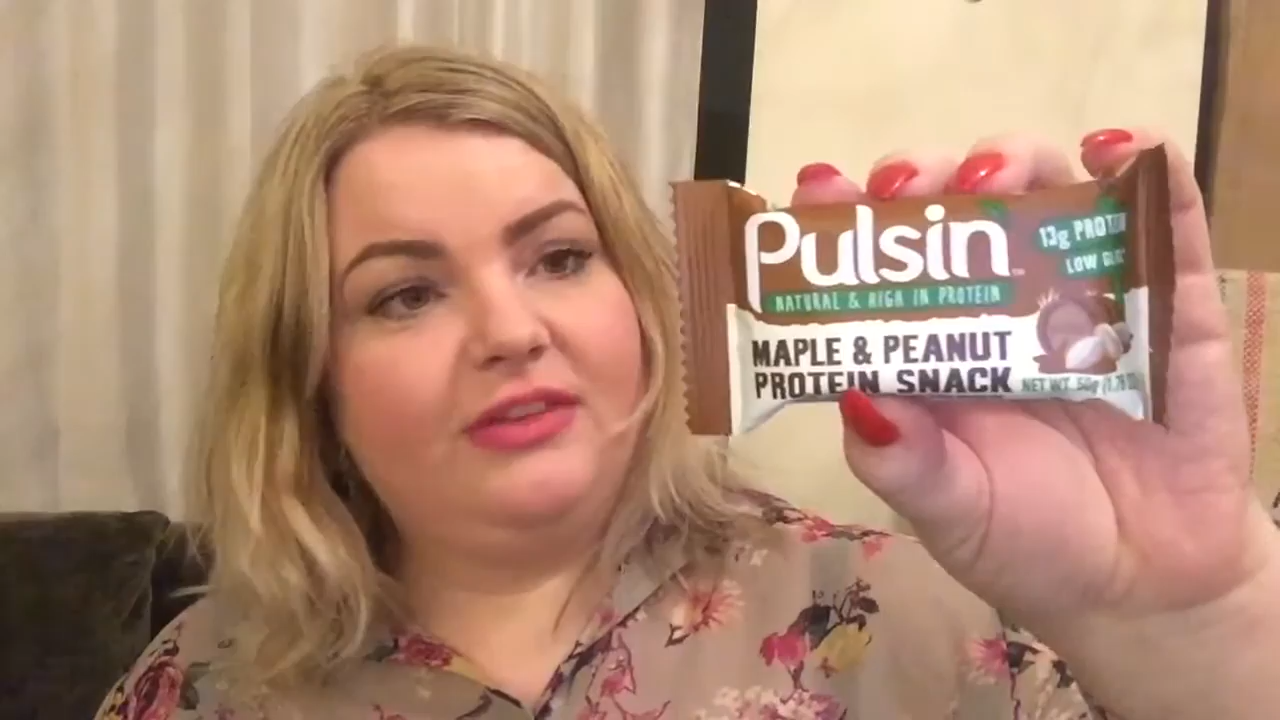 Pulsin
NATURAL & HIGH IN PROTEIN
13g PROTEIN
LOW
MAPLE & PEANUT
PROTEIN SNACK
NET WT. 50g